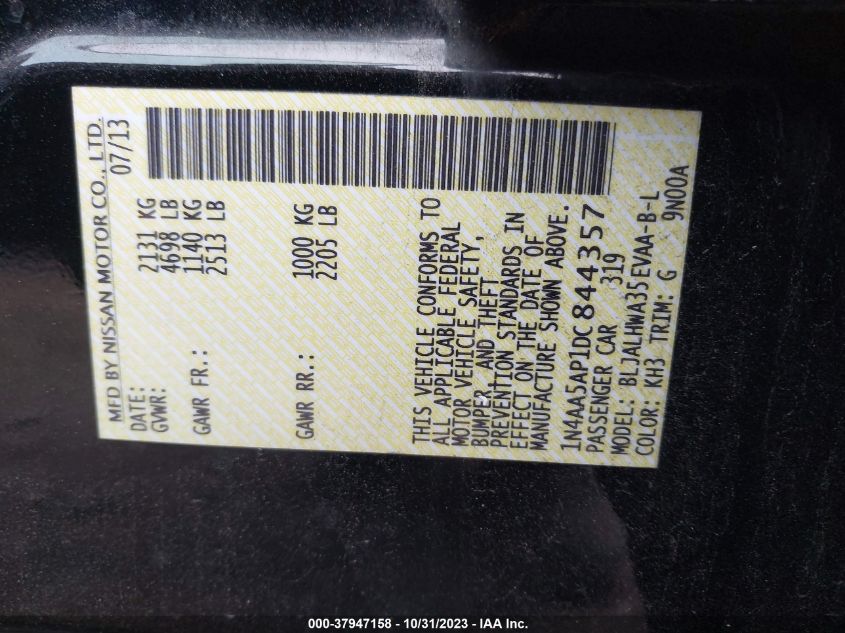 MFD BY NISSAN MOTOR CO., LTD.
DATE: 07/13
GVWR: 2131 KG
4698 LB
GAWR FR.: 1140 KG
2513 LB
GAWR RR.: 1000 KG
2205 LB
THIS VEHICLE CONFORMS TO
ALL APPLICABLE FEDERAL
MOTOR VEHICLE SAFETY,
BUMPER, AND THEFT
PREVENTION STANDARDS IN
EFFECT ON THE DATE OF
MANUFACTURE SHOWN ABOVE.
1N4AA5AP1DC844357
PASSENGER CAR 319
MODEL: BLJALHWA35EVAA-B-L
COLOR: KH3 TRIM: G 9N00A
000-37947158 - 10/31/2023 - IAA Inc.